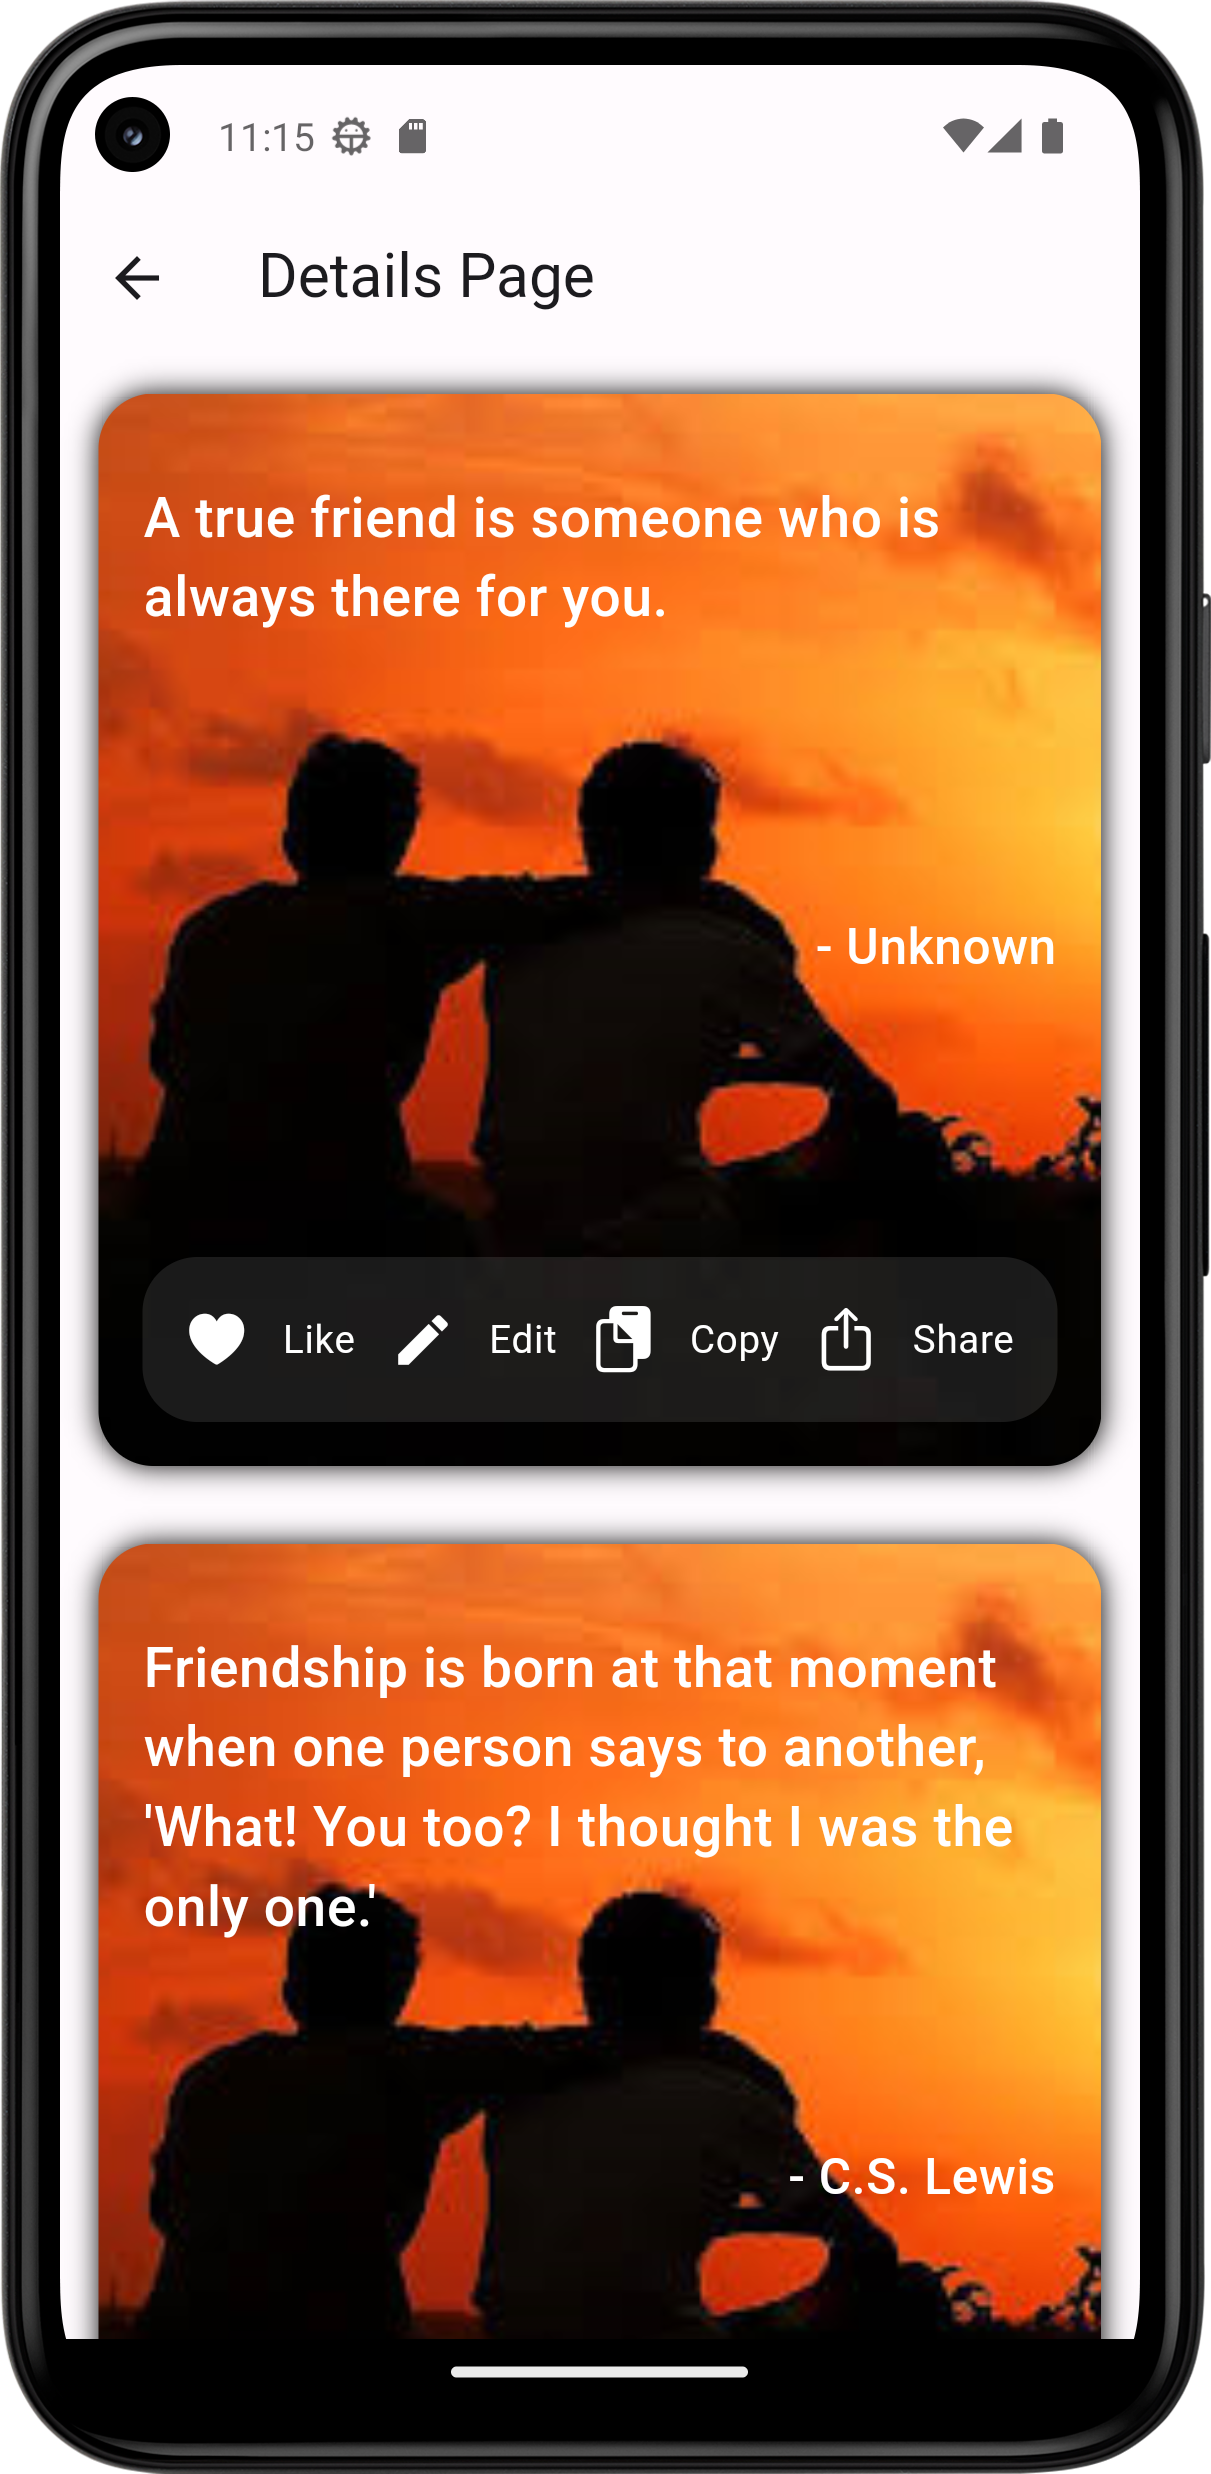 11:15
Details Page
A true friend is someone who is
always there for you.
- Unknown
Like Edit Copy Share
Friendship is born at that moment
when one person says to another,
'What! You too? I thought I was the
only one.'
- C.S. Lewis